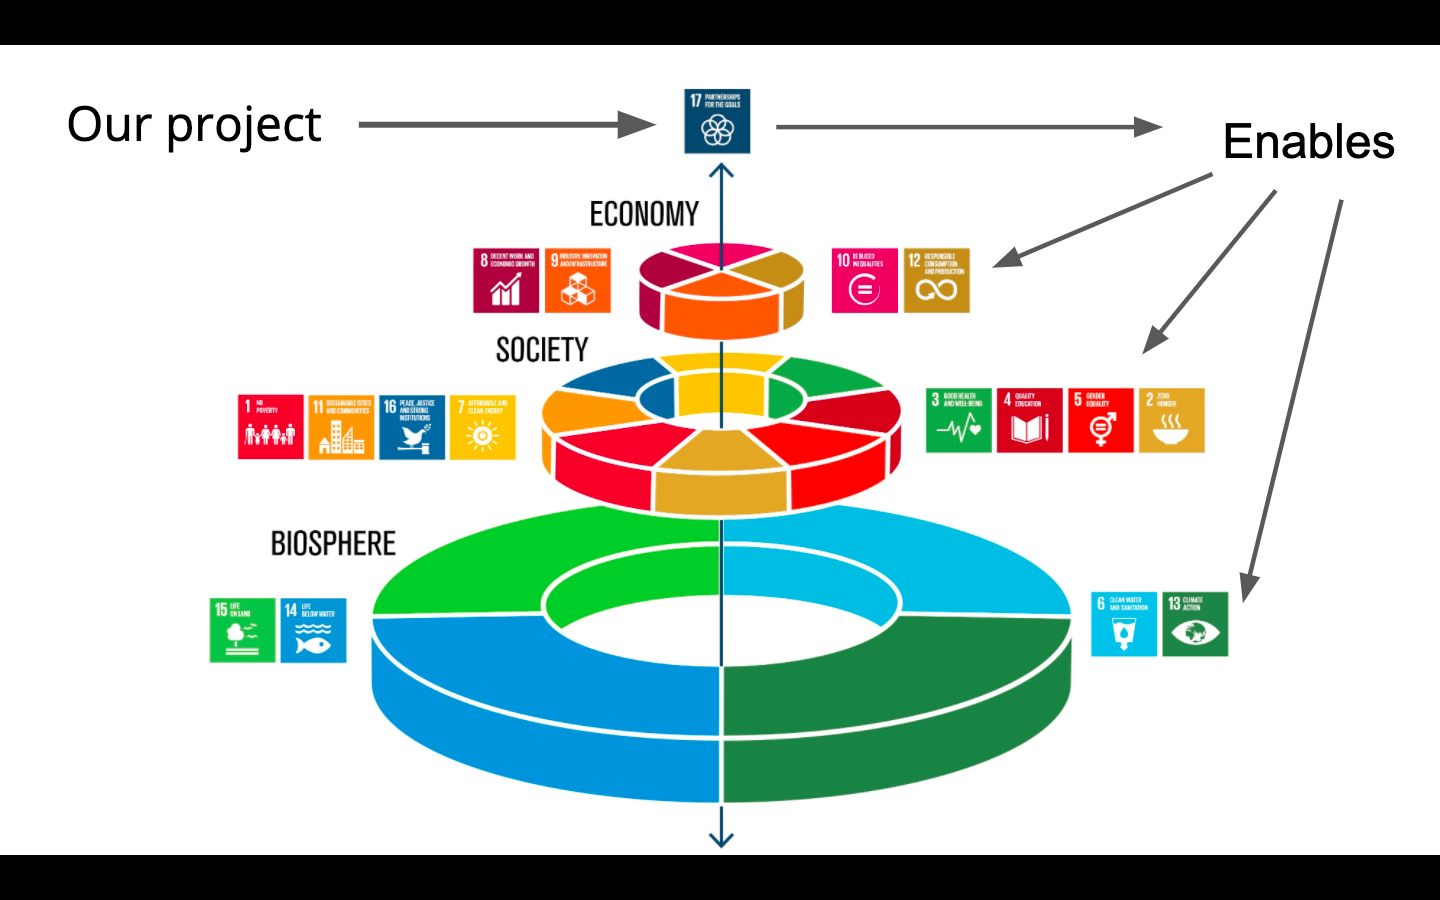 Our project
17 PARTNERSHIPS
FOR THE GOALS
Enables
ECONOMY
8 DECENT WORK AND
ECONOMIC GROWTH
9 INDUSTRY, INNOVATION
AND INFRASTRUCTURE
10 REDUCED
INEQUALITIES
12 RESPONSIBLE
CONSUMPTION
AND PRODUCTION
SOCIETY
1 NO
POVERTY
11 SUSTAINABLE CITIES
AND COMMUNITIES
16 PEACE, JUSTICE
AND STRONG
INSTITUTIONS
7 AFFORDABLE AND
CLEAN ENERGY
3 GOOD HEALTH
AND WELL-BEING
4 QUALITY
EDUCATION
5 GENDER
EQUALITY
2 ZERO
HUNGER
BIOSPHERE
15 LIFE
ON LAND
14 LIFE
BELOW WATER
6 CLEAN WATER
AND SANITATION
13 CLIMATE
ACTION